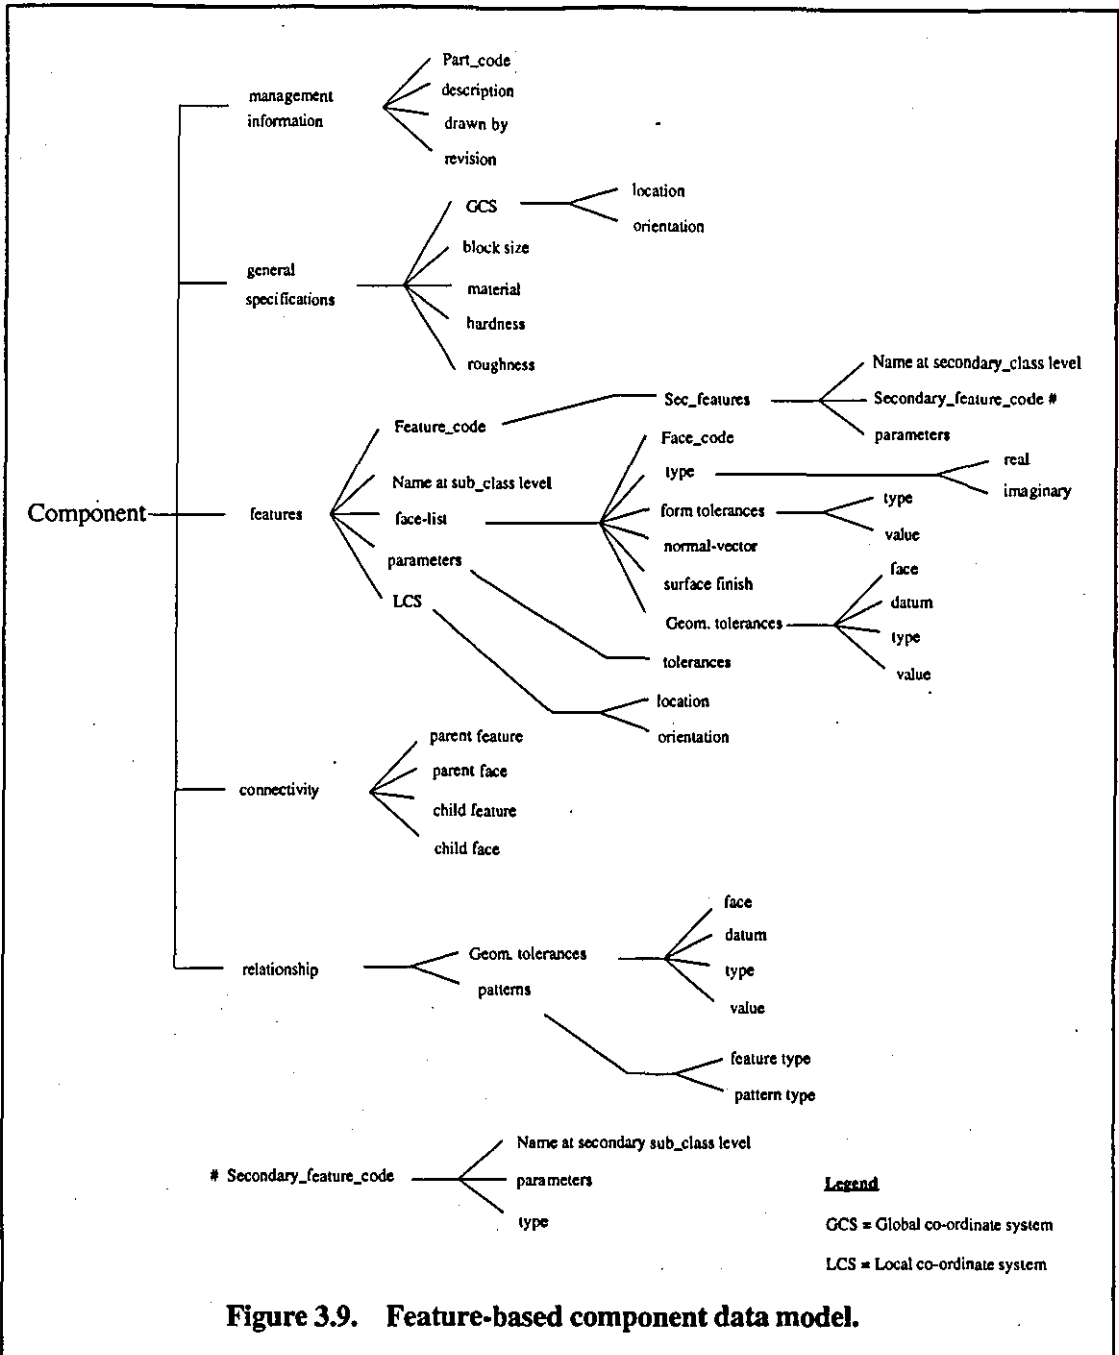 Part_code
description
drawn by
revision
management
information
GCS
location
orientation
block size
material
hardness
roughness
general
specifications
Name at secondary_class level
Sec_features
Secondary_feature_code #
parameters
Feature_code
Face_code
type
real
imaginary
Name at sub_class level
Component
features
face-list
form tolerances
type
value
normal-vector
parameters
surface finish
face
LCS
Geom. tolerances
datum
type
value
tolerances
location
orientation
parent feature
parent face
connectivity
child feature
child face
face
Geom. tolerances
datum
relationship
type
patterns
value
feature type
pattern type
Name at secondary sub_class level
# Secondary_feature_code
parameters
type
Legend
GCS = Global co-ordinate system
LCS = Local co-ordinate system
Figure 3.9. Feature-based component data model.